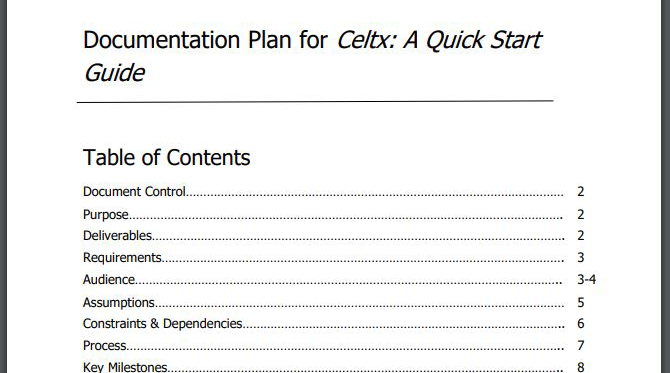 Documentation Plan for Celtx: A Quick Start
Guide
Table of Contents
Document Control 2
Purpose 2
Deliverables 2
Requirements 3
Audience 3-4
Assumptions 5
Constraints & Dependencies 6
Process 7
Key Milestones 8